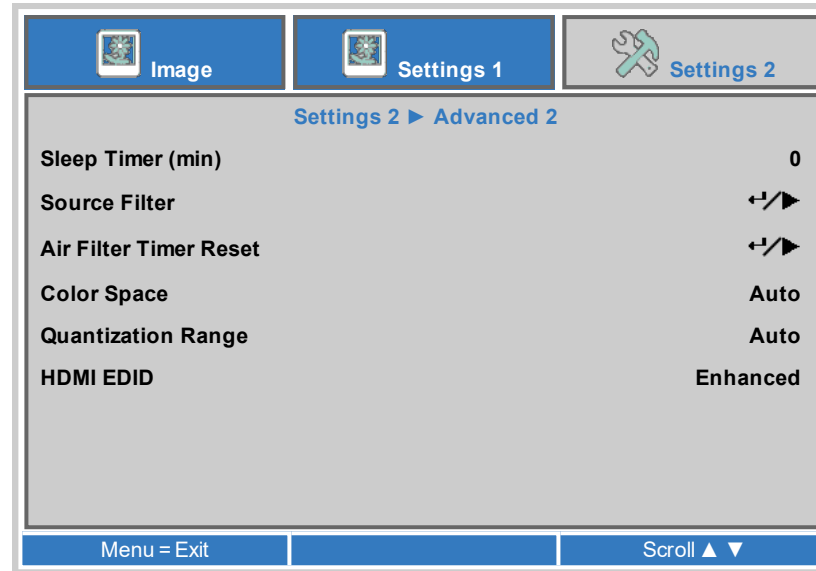 Image Settings 1 Settings 2
Settings 2 ► Advanced 2
Sleep Timer (min) 0
Source Filter ↵/►
Air Filter Timer Reset ↵/►
Color Space Auto
Quantization Range Auto
HDMI EDID Enhanced
Menu = Exit Scroll ▲ ▼